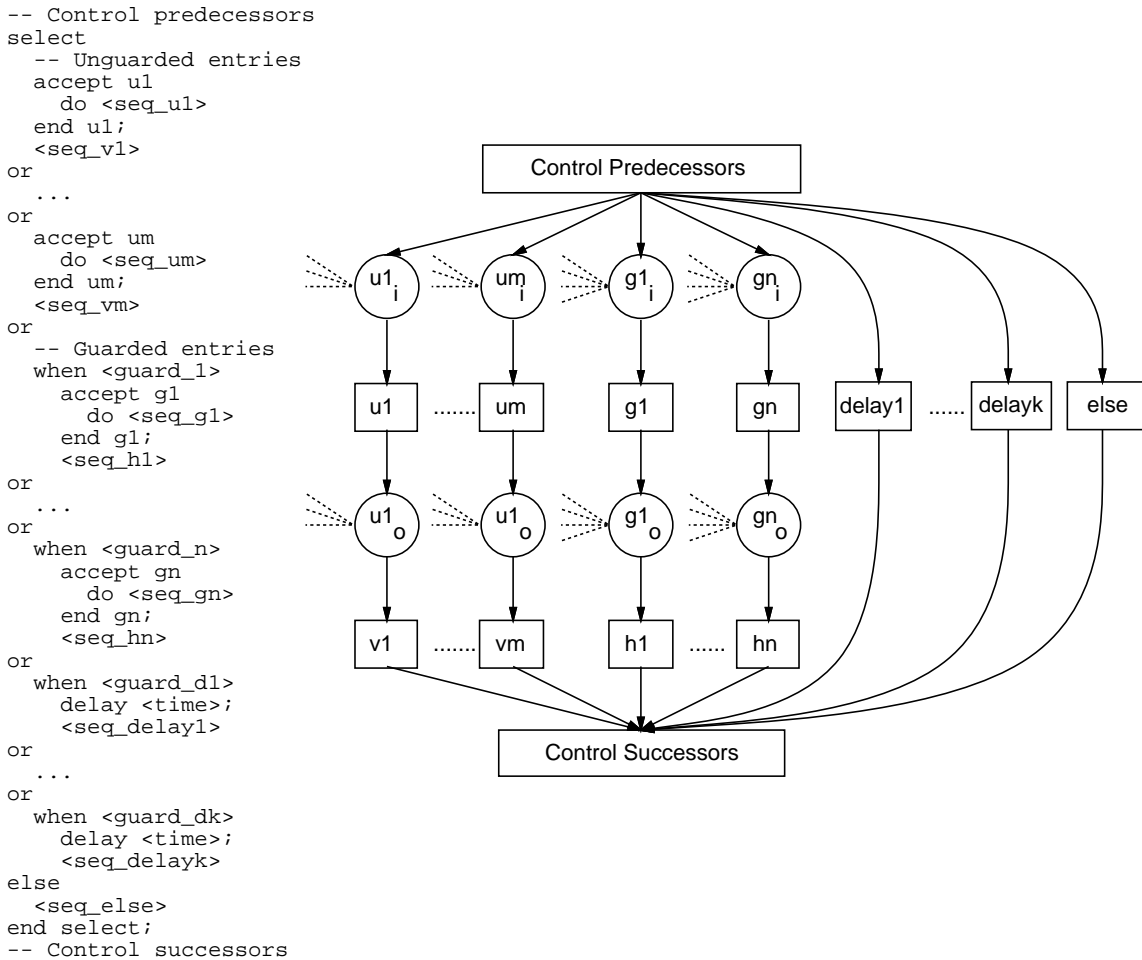 -- Control predecessors
select
  -- Unguarded entries
  accept u1
    do <seq_u1>
  end u1;
  <seq_v1>
or
  ...
or
  accept um
    do <seq_um>
  end um;
  <seq_vm>
or
  -- Guarded entries
  when <guard_1>
    accept g1
      do <seq_g1>
    end g1;
    <seq_h1>
or
  ...
or
  when <guard_n>
    accept gn
      do <seq_gn>
    end gn;
    <seq_hn>
or
  when <guard_d1>
    delay <time>;
    <seq_delay1>
or
  ...
or
  when <guard_dk>
    delay <time>;
    <seq_delayk>
else
  <seq_else>
end select;
-- Control successors
Control Predecessors
u1i umi g1i gni
u1 ....... um g1 gn delay1 ...... delayk else
u1o u1o g1o gno
v1 ....... vm h1 ...... hn
Control Successors